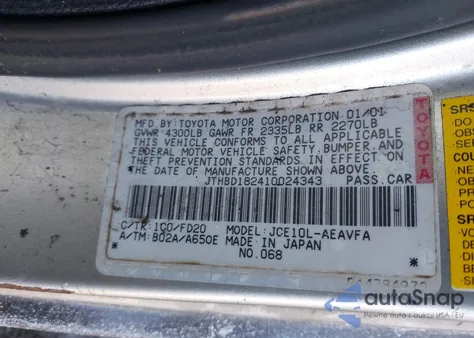 MFD. BY: TOYOTA MOTOR CORPORATION 01/01
GVWR 4300LB GAWR FR 2335LB RR 2270LB
THIS VEHICLE CONFORMS TO ALL APPLICABLE
FEDERAL MOTOR VEHICLE SAFETY, BUMPER, AND
THEFT PREVENTION STANDARDS IN EFFECT ON
THE DATE OF MANUFACTURE SHOWN ABOVE.
JTHBD182410024343 PASS.CAR
C/TR: 1C0/FD20 MODEL: JCE10L-AEAVFA
A/TM: B02A/A650E MADE IN JAPAN
NO.068
TOYOTA
SRS
autoSnap